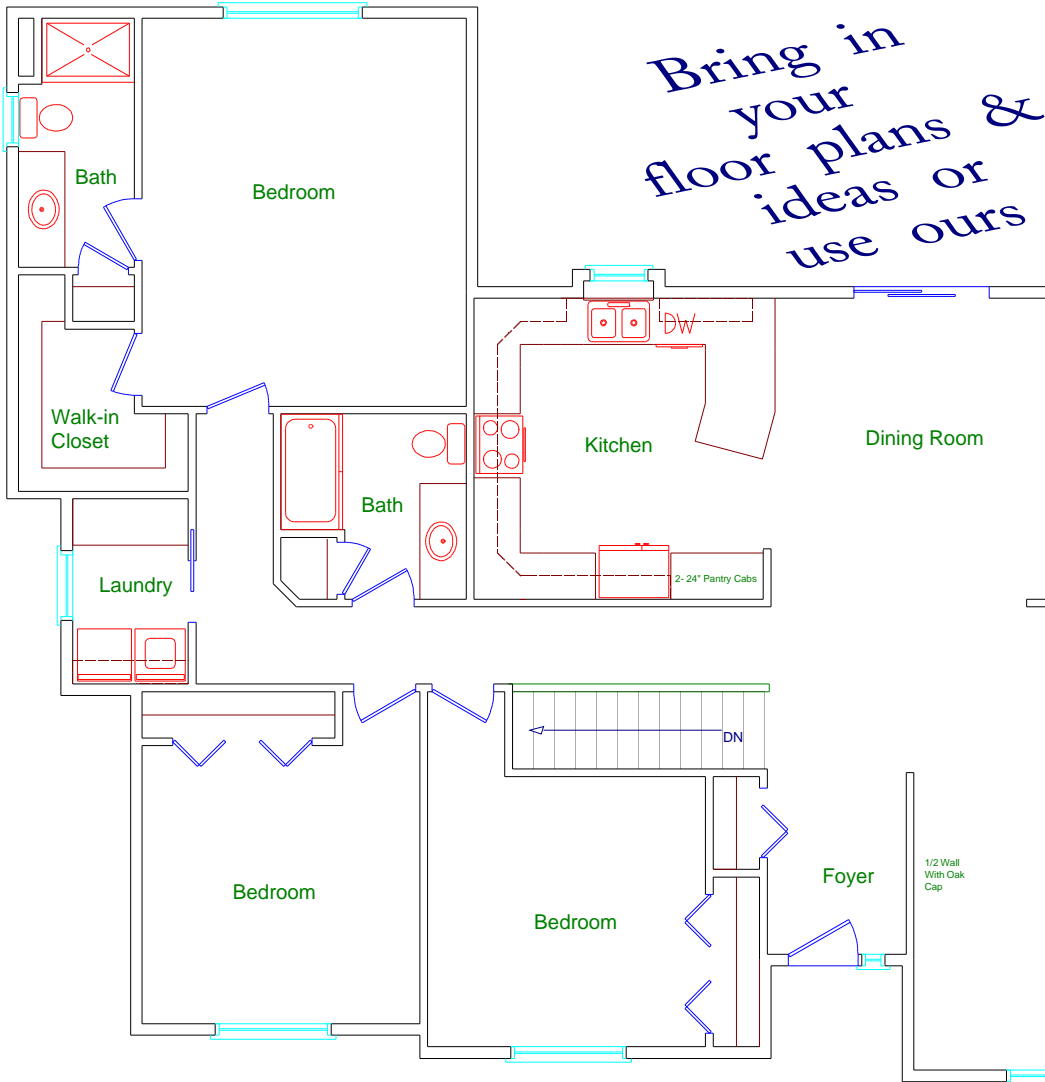 Bring in
your
floor plans &
ideas or
use ours
Bath
Bedroom
DW
Walk-in
Closet
Kitchen
Dining Room
Bath
Laundry
2- 24" Pantry Cabs
DN
Bedroom
Bedroom
Foyer
1/2 Wall
With Oak
Cap